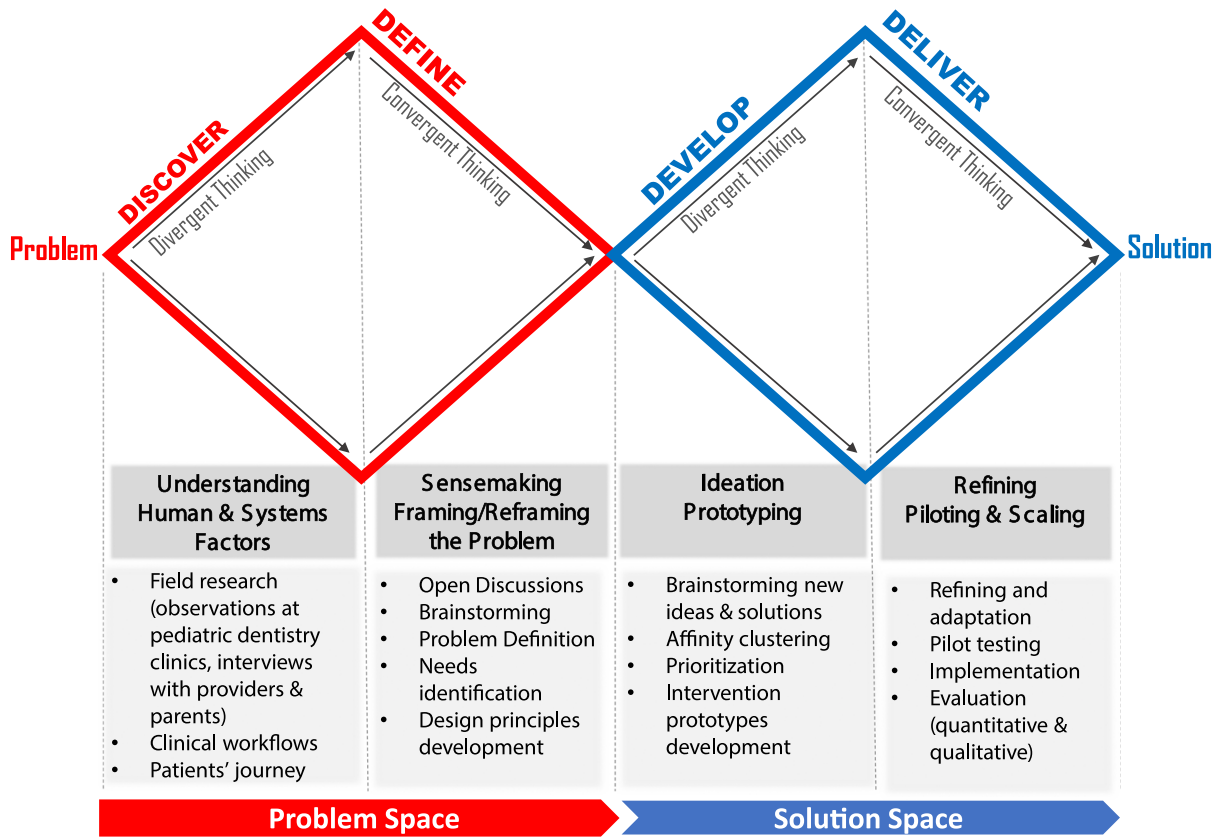 DISCOVER
Divergent Thinking
DEFINE
Convergent Thinking
DEVELOP
Divergent Thinking
DELIVER
Convergent Thinking
Problem
Solution
Understanding
Human & Systems
Factors
• Field research
(observations at
pediatric dentistry
clinics, interviews
with providers &
parents)
• Clinical workflows
• Patients’ journey
Sensemaking
Framing/Reframing
the Problem
• Open Discussions
• Brainstorming
• Problem Definition
• Needs
identification
• Design principles
development
Ideation
Prototyping
• Brainstorming new
ideas & solutions
• Affinity clustering
• Prioritization
• Intervention
prototypes
development
Refining
Piloting & Scaling
• Refining and
adaptation
• Pilot testing
• Implementation
• Evaluation
(quantitative &
qualitative)
Problem Space
Solution Space